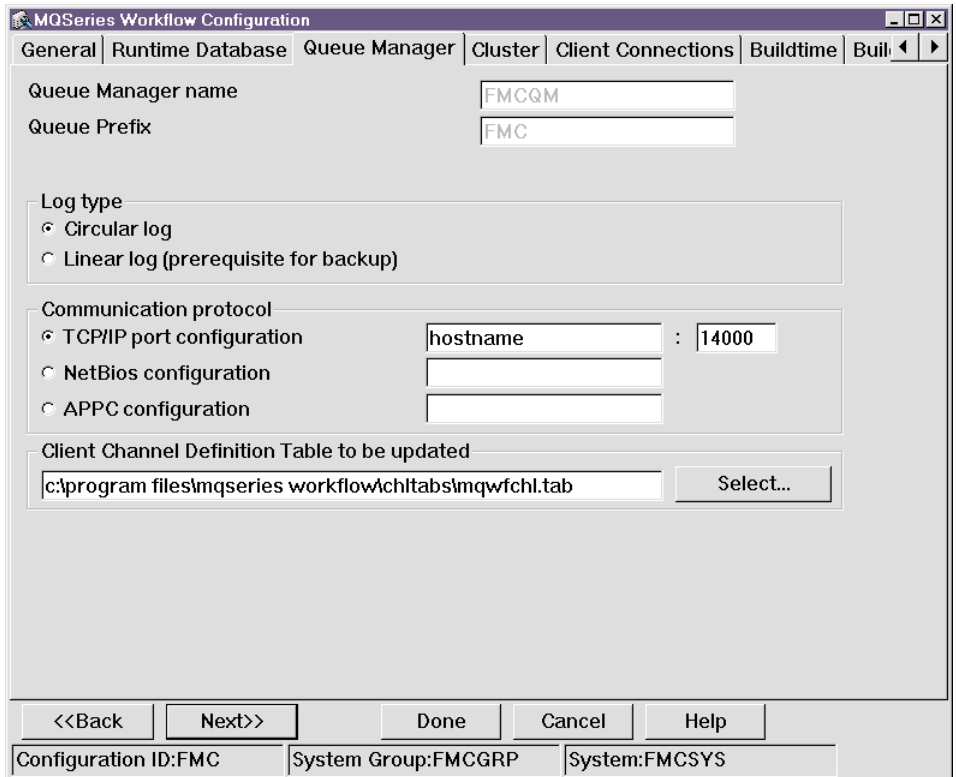 MQSeries Workflow Configuration
General Runtime Database Queue Manager Cluster Client Connections Buildtime Buil
Queue Manager name FMCQM
Queue Prefix FMC
Log type
Circular log
Linear log (prerequisite for backup)
Communication protocol
TCP/IP port configuration hostname : 14000
NetBios configuration
APPC configuration
Client Channel Definition Table to be updated
c:\program files\mqseries workflow\chltabs\mqwfchl.tab Select...
<<Back Next>> Done Cancel Help
Configuration ID:FMC System Group:FMCGRP System:FMCSYS